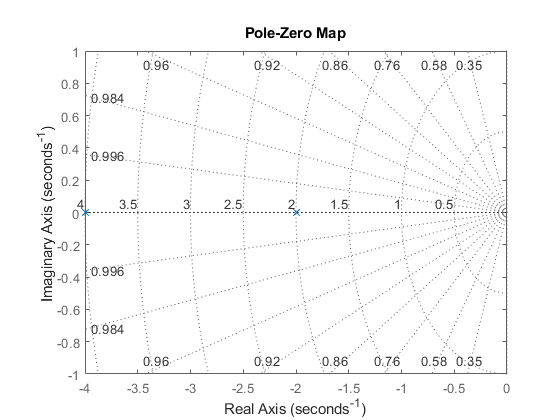 Pole-Zero Map
1
0.96 0.92 0.86 0.76 0.58 0.35
0.8
0.984
0.6
0.4
0.996
0.2
4 3.5 3 2.5 2 1.5 1 0.5
0
-0.2
0.996
-0.4
-0.6
0.984
-0.8
0.96 0.92 0.86 0.76 0.58 0.35
-1
-4 -3.5 -3 -2.5 -2 -1.5 -1 -0.5 0
Real Axis (seconds-1)
Imaginary Axis (seconds-1)